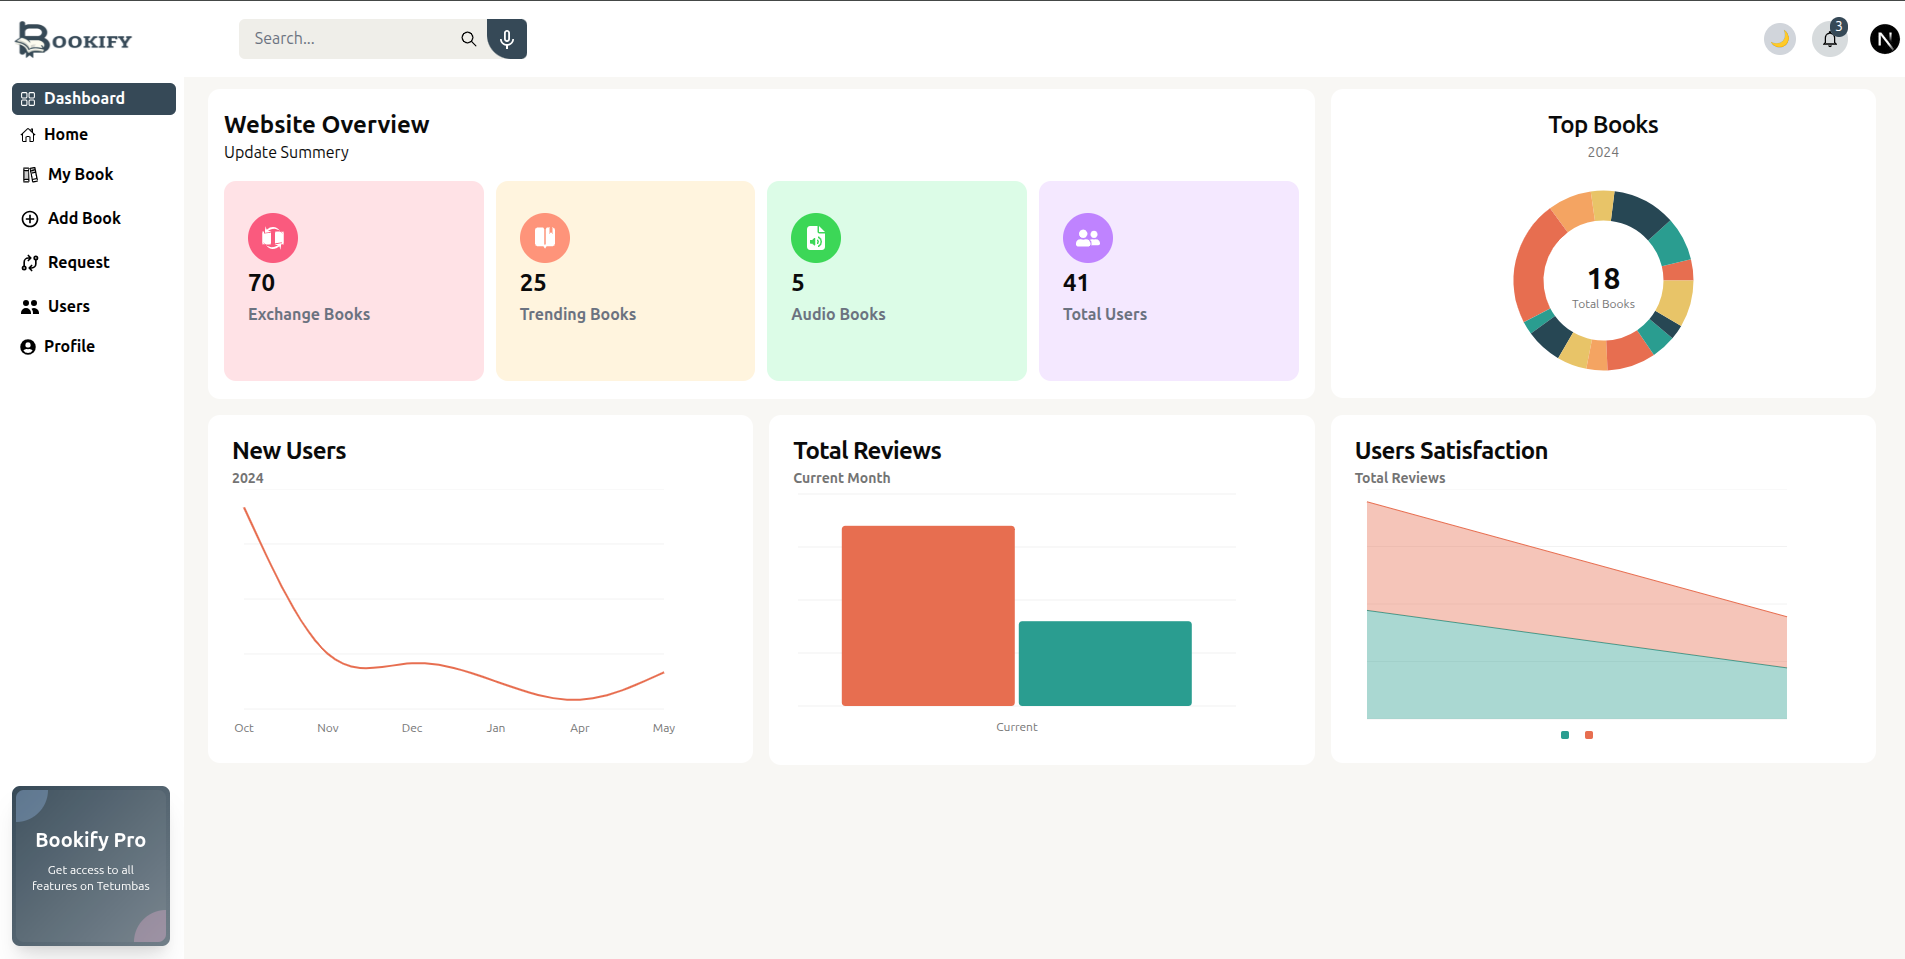 BOOKIFY
Search...
3
N
Dashboard
Home
My Book
Add Book
Request
Users
Profile
Website Overview
Update Summery
70
Exchange Books
25
Trending Books
5
Audio Books
41
Total Users
Top Books
2024
18
Total Books
New Users
2024
Oct Nov Dec Jan Apr May
Total Reviews
Current Month
Current
Users Satisfaction
Total Reviews
Bookify Pro
Get access to all
features on Tetumbas